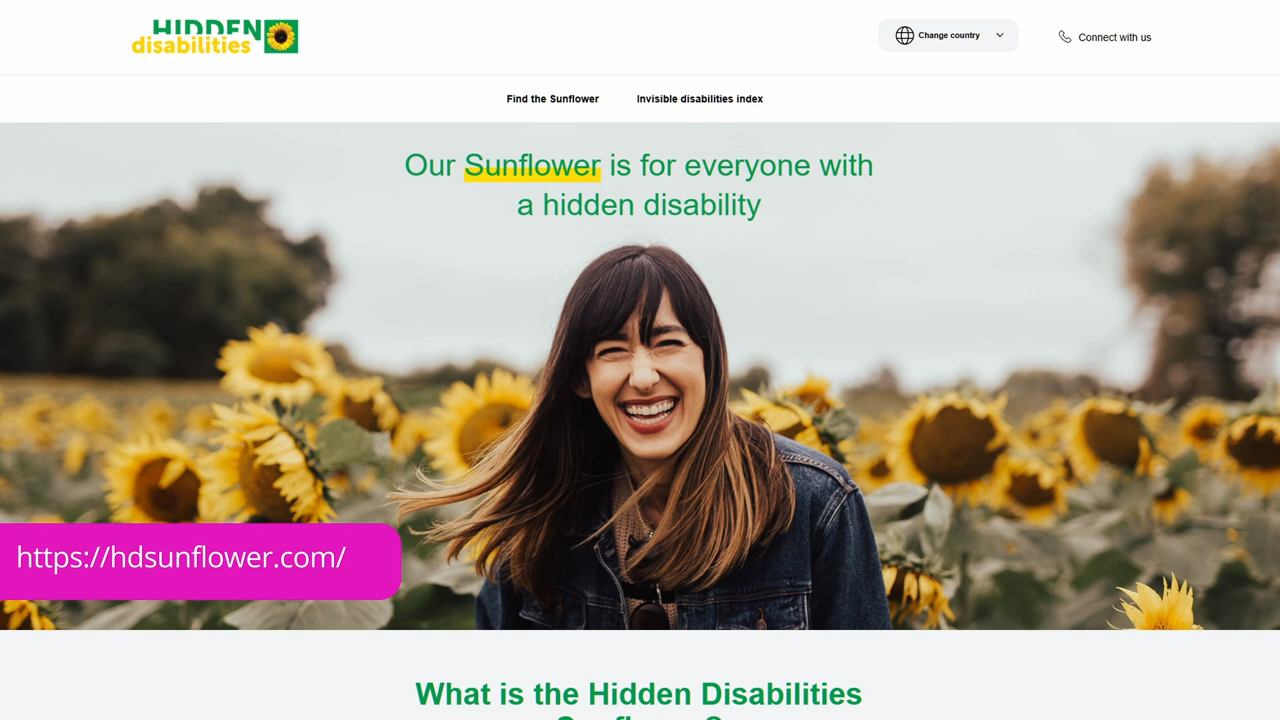 HIDDEN
disabilities
Change country
Connect with us
Find the Sunflower
Invisible disabilities index
Our Sunflower is for everyone with
a hidden disability
https://hdsunflower.com/
What is the Hidden Disabilities